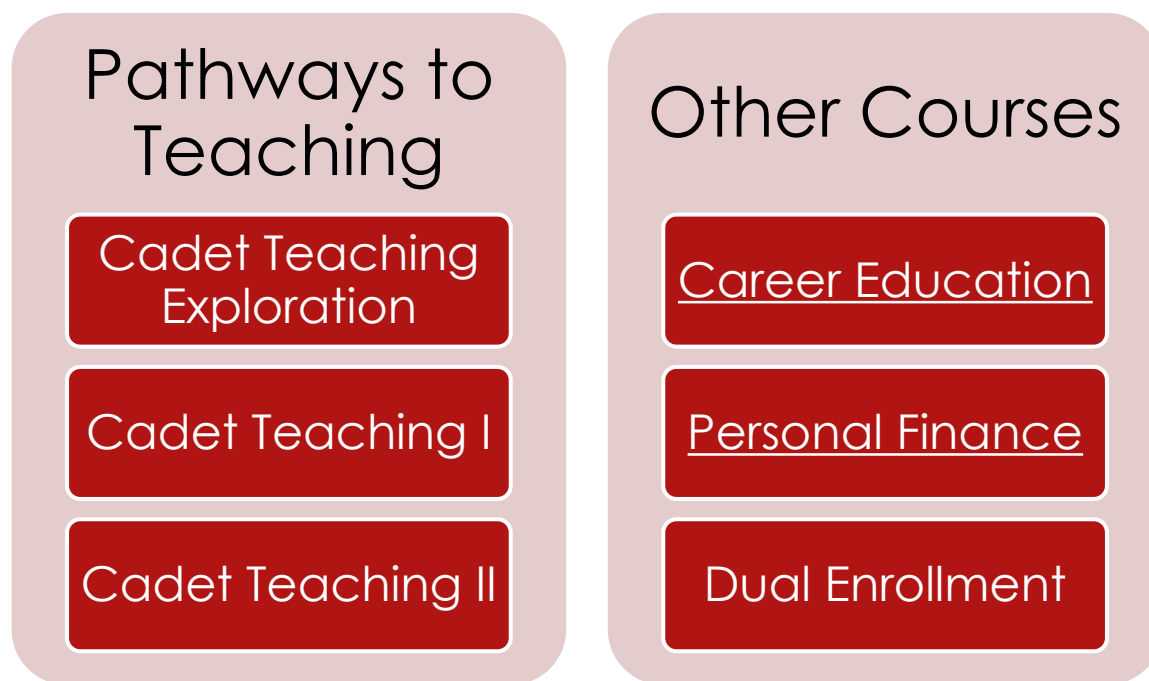 Pathways to
Teaching
Cadet Teaching
Exploration
Cadet Teaching I
Cadet Teaching II
Other Courses
Career Education
Personal Finance
Dual Enrollment